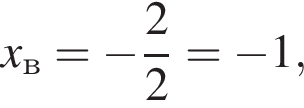 x_в = −2/2 = −1,